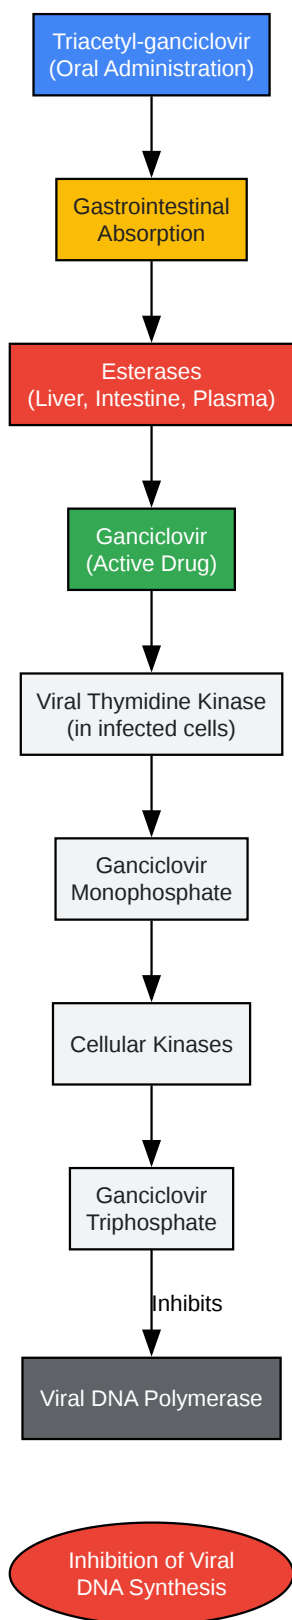 Triacetyl-ganciclovir
(Oral Administration)
Gastrointestinal
Absorption
Esterases
(Liver, Intestine, Plasma)
Ganciclovir
(Active Drug)
Viral Thymidine Kinase
(in infected cells)
Ganciclovir
Monophosphate
Cellular Kinases
Ganciclovir
Triphosphate
Inhibits
Viral DNA Polymerase
Inhibition of Viral
DNA Synthesis